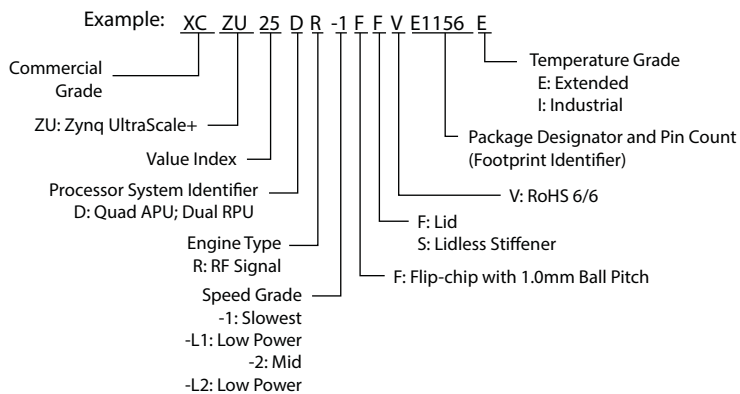 Example: XC ZU 25 D R -1 F F V E1156 E
Commercial
Grade
ZU: Zynq UltraScale+
Value Index
Processor System Identifier
D: Quad APU; Dual RPU
Engine Type
R: RF Signal
Speed Grade
-1: Slowest
-L1: Low Power
-2: Mid
-L2: Low Power
Temperature Grade
E: Extended
I: Industrial
Package Designator and Pin Count
(Footprint Identifier)
V: RoHS 6/6
F: Lid
S: Lidless Stiffener
F: Flip-chip with 1.0mm Ball Pitch